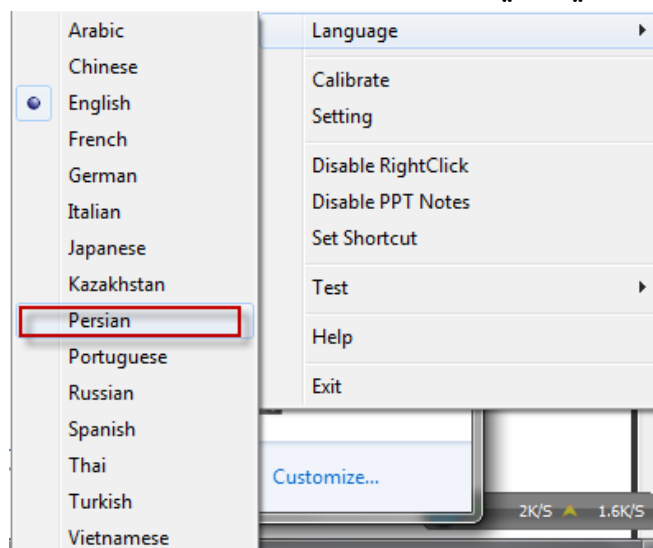 Arabic
Chinese
English
French
German
Italian
Japanese
Kazakhstan
Persian
Portuguese
Russian
Spanish
Thai
Turkish
Vietnamese
Language
Calibrate
Setting
Disable RightClick
Disable PPT Notes
Set Shortcut
Test
Help
Exit
Customize...
2K/S 1.6K/S